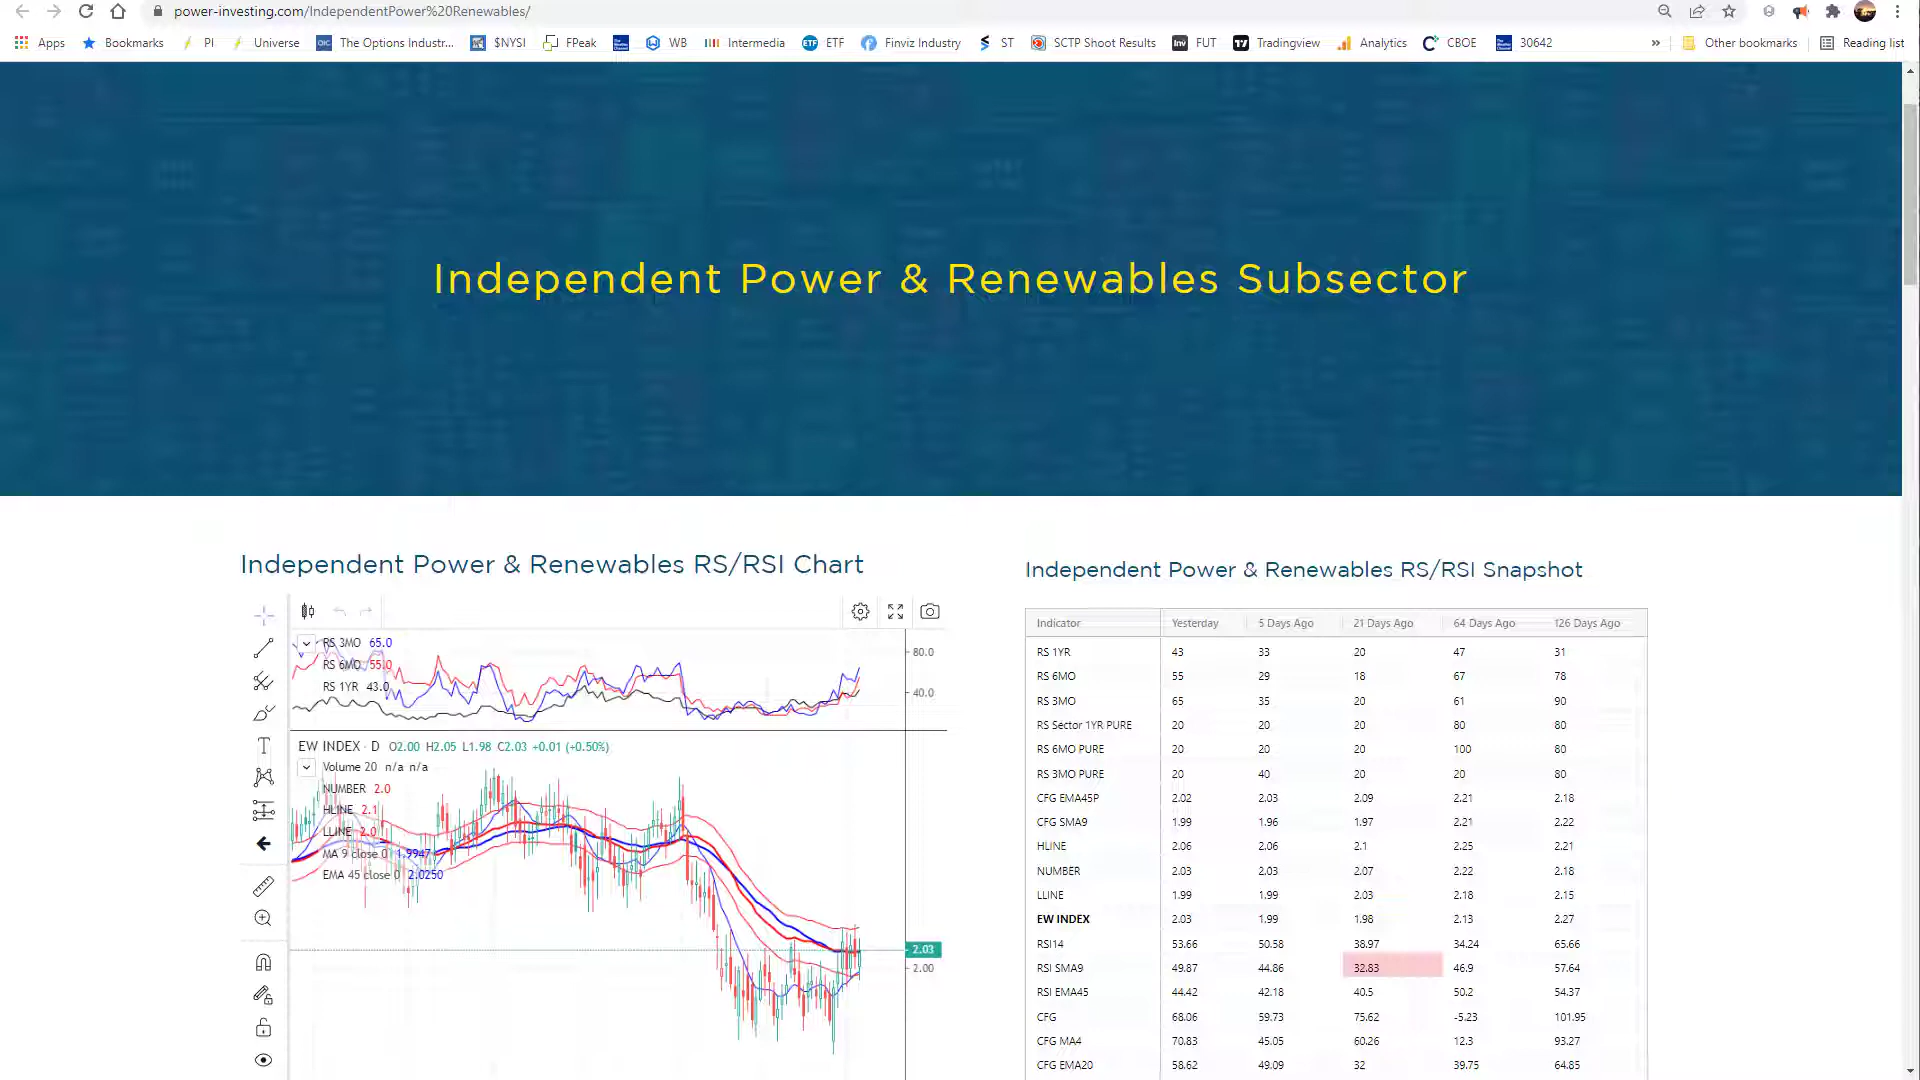 power-investing.com/IndependentPower%20Renewables/
Apps Bookmarks PI Universe The Options Industr... $NYSI FPeak WB Intermedia ETF Finviz Industry ST SCTP Shoot Results FUT Tradingview Analytics CBOE 30642 » Other bookmarks Reading list
Independent Power & Renewables Subsector
Independent Power & Renewables RS/RSI Chart
RS 3MO 65.0
RS 6MO 55.0
RS 1YR 43.0
80.0
40.0
EW INDEX · D O2.00 H2.05 L1.98 C2.03 +0.01 (+0.50%)
Volume 20 n/a n/a
NUMBER 2.0
HLINE 2.1
LLINE 2.0
MA 9 close 0 1.9947
EMA 45 close 0 2.0250
2.03
2.00
Independent Power & Renewables RS/RSI Snapshot
Indicator Yesterday 5 Days Ago 21 Days Ago 64 Days Ago 126 Days Ago
RS 1YR 43 33 20 47 31
RS 6MO 55 29 18 67 78
RS 3MO 65 35 20 61 90
RS Sector 1YR PURE 20 20 20 80 80
RS 6MO PURE 20 20 20 100 80
RS 3MO PURE 20 40 20 20 80
CFG EMA45P 2.02 2.03 2.09 2.21 2.18
CFG SMA9 1.99 1.96 1.97 2.21 2.22
HLINE 2.06 2.06 2.1 2.25 2.21
NUMBER 2.03 2.03 2.07 2.22 2.18
LLINE 1.99 1.99 2.03 2.18 2.15
EW INDEX 2.03 1.99 1.98 2.13 2.27
RSI14 53.66 50.58 38.97 34.24 65.66
RSI SMA9 49.87 44.86 32.83 46.9 57.64
RSI EMA45 44.42 42.18 40.5 50.2 54.37
CFG 68.06 59.73 75.62 -5.23 101.95
CFG MA4 70.83 45.05 60.26 12.3 93.27
CFG EMA20 58.62 49.09 32 39.75 64.85